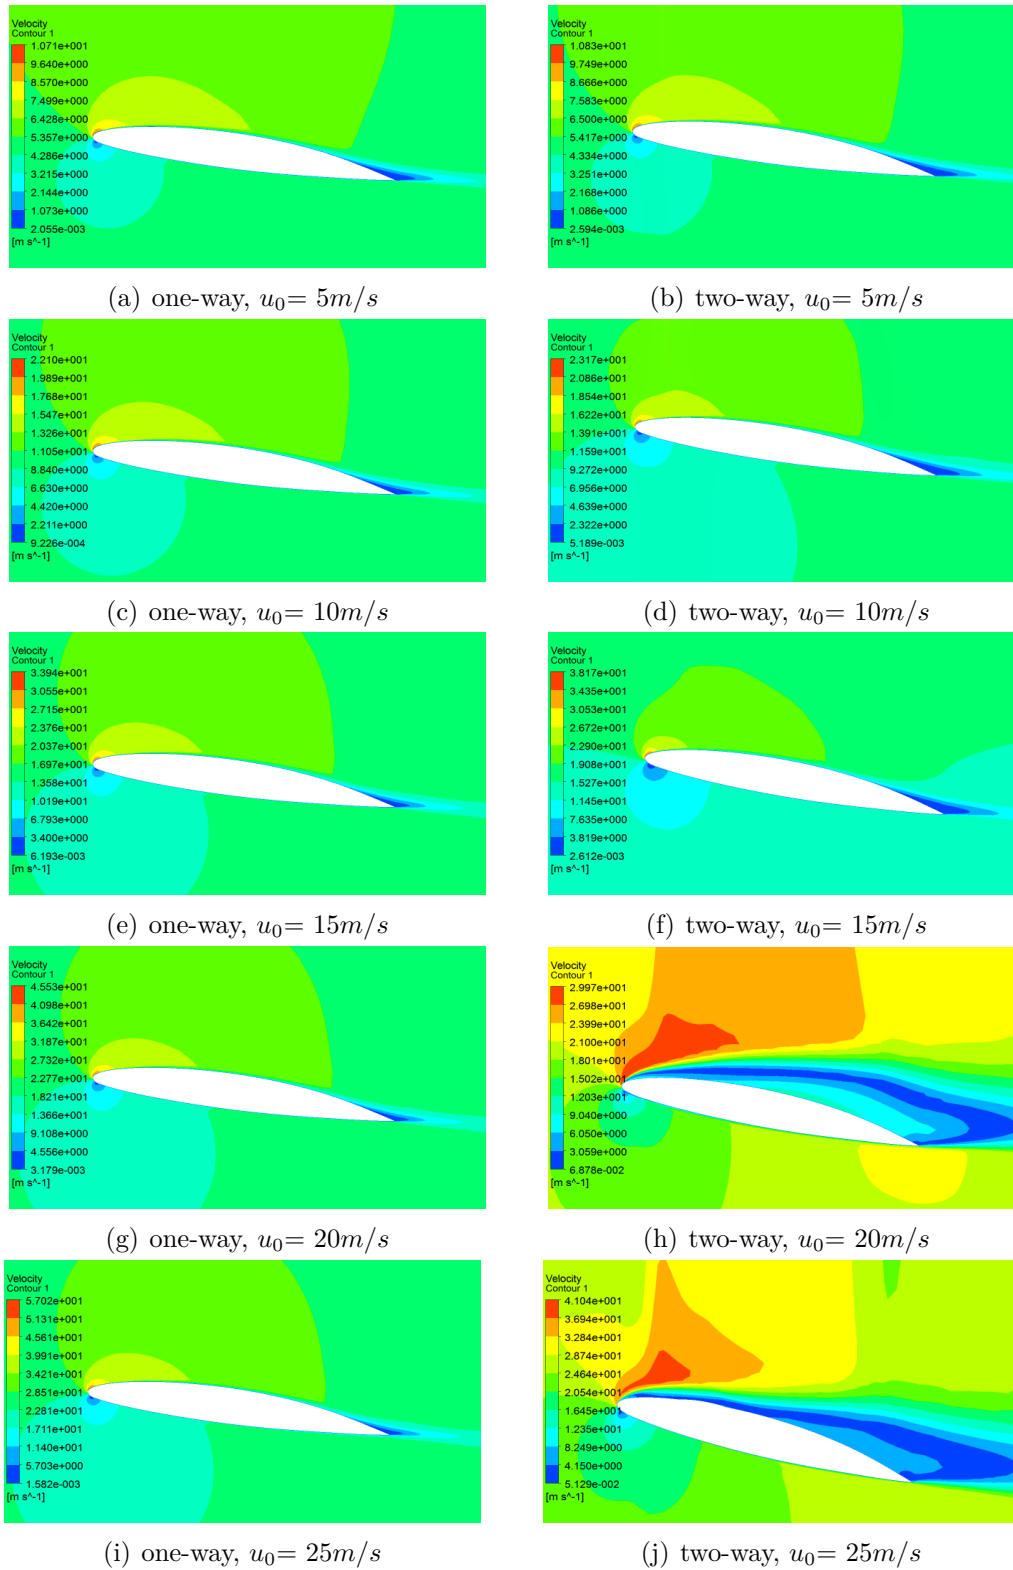 Velocity
Contour 1
1.071e+001
9.640e+000
8.570e+000
7.499e+000
6.428e+000
5.357e+000
4.286e+000
3.215e+000
2.144e+000
1.073e+000
2.055e-003
[m s^-1]
(a) one-way, u₀= 5m/s
Velocity
Contour 1
1.083e+001
9.749e+000
8.666e+000
7.583e+000
6.500e+000
5.417e+000
4.334e+000
3.251e+000
2.168e+000
1.086e+000
2.594e-003
[m s^-1]
(b) two-way, u₀= 5m/s
Velocity
Contour 1
2.210e+001
1.989e+001
1.768e+001
1.547e+001
1.326e+001
1.105e+001
8.840e+000
6.630e+000
4.420e+000
2.211e+000
9.226e-004
[m s^-1]
(c) one-way, u₀= 10m/s
Velocity
Contour 1
2.317e+001
2.086e+001
1.854e+001
1.622e+001
1.391e+001
1.159e+001
9.272e+000
6.956e+000
4.639e+000
2.322e+000
5.189e-003
[m s^-1]
(d) two-way, u₀= 10m/s
Velocity
Contour 1
3.394e+001
3.055e+001
2.715e+001
2.376e+001
2.037e+001
1.697e+001
1.358e+001
1.019e+001
6.793e+000
3.400e+000
6.193e-003
[m s^-1]
(e) one-way, u₀= 15m/s
Velocity
Contour 1
3.817e+001
3.435e+001
3.053e+001
2.672e+001
2.290e+001
1.908e+001
1.527e+001
1.145e+001
7.635e+000
3.819e+000
2.612e-003
[m s^-1]
(f) two-way, u₀= 15m/s
Velocity
Contour 1
4.553e+001
4.098e+001
3.642e+001
3.187e+001
2.732e+001
2.277e+001
1.821e+001
1.366e+001
9.108e+000
4.556e+000
3.179e-003
[m s^-1]
(g) one-way, u₀= 20m/s
Velocity
Contour 1
2.997e+001
2.698e+001
2.399e+001
2.100e+001
1.801e+001
1.502e+001
1.203e+001
9.040e+000
6.050e+000
3.059e+000
6.878e-002
[m s^-1]
(h) two-way, u₀= 20m/s
Velocity
Contour 1
5.702e+001
5.131e+001
4.561e+001
3.991e+001
3.421e+001
2.851e+001
2.281e+001
1.711e+001
1.140e+001
5.703e+000
1.582e-003
[m s^-1]
(i) one-way, u₀= 25m/s
Velocity
Contour 1
4.104e+001
3.694e+001
3.284e+001
2.874e+001
2.464e+001
2.054e+001
1.645e+001
1.235e+001
8.249e+000
4.150e+000
5.129e-002
[m s^-1]
(j) two-way, u₀= 25m/s